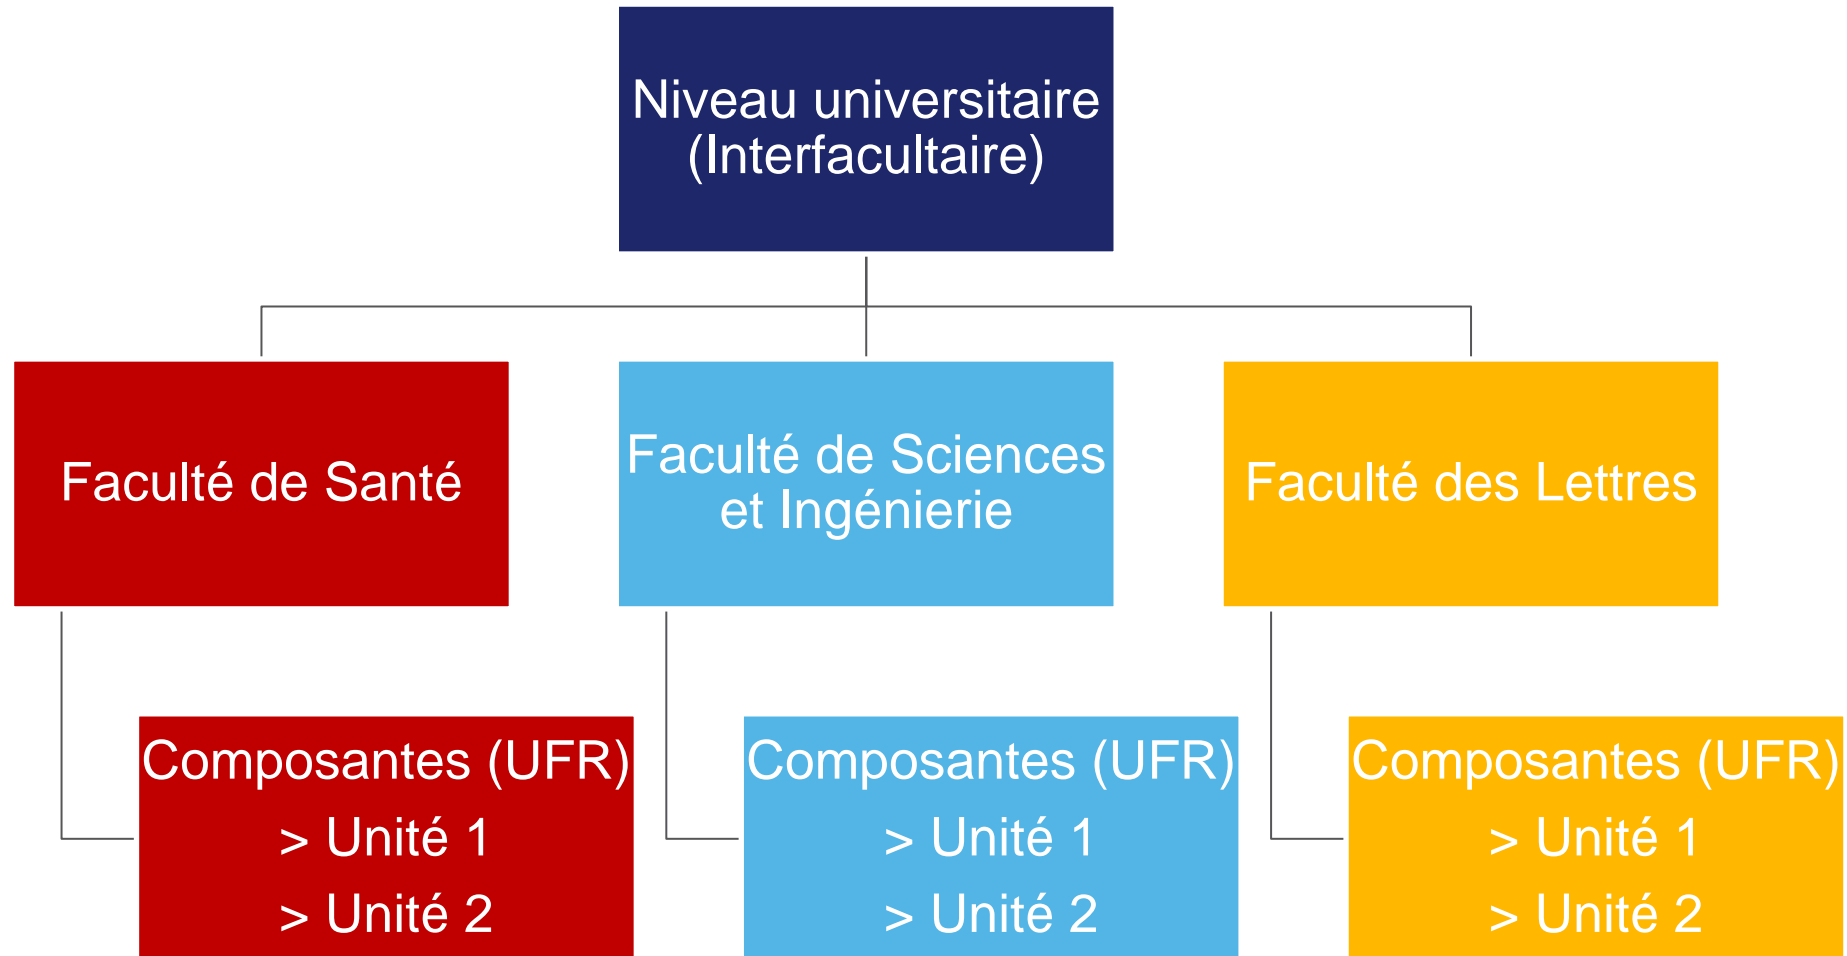 Niveau universitaire
(Interfacultaire)
Faculté de Santé
Faculté de Sciences
et Ingénierie
Faculté des Lettres
Composantes (UFR)
> Unité 1
> Unité 2
Composantes (UFR)
> Unité 1
> Unité 2
Composantes (UFR)
> Unité 1
> Unité 2